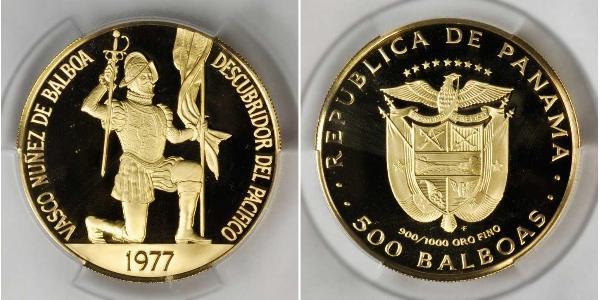 VASCO NUÑEZ DE BALBOA
DESCUBRIDOR DEL PACIFICO
1977
· REPUBLICA DE PANAMA ·
900/1000 ORO FINO
500 BALBOAS